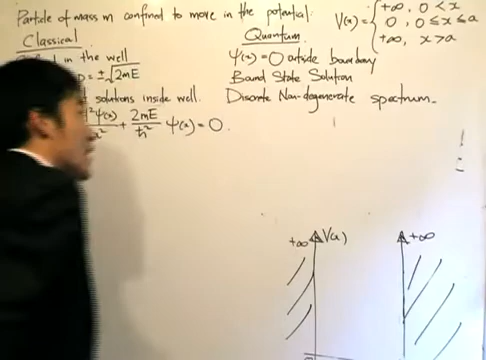 Particle of mass m confined to move in the potential: V(x) = { +∞, 0 < x
0, 0 ≤ x ≤ a
+∞, x > a
Classical
in the well
p = ±√2mE
Quantum
ψ(x) = 0 outside boundary
Bound State Solution
Discrete Non-degenerate spectrum.
solutions inside well.
²ψ(x) + 2mE/ħ² ψ(x) = 0.
+∞ V(x)
+∞